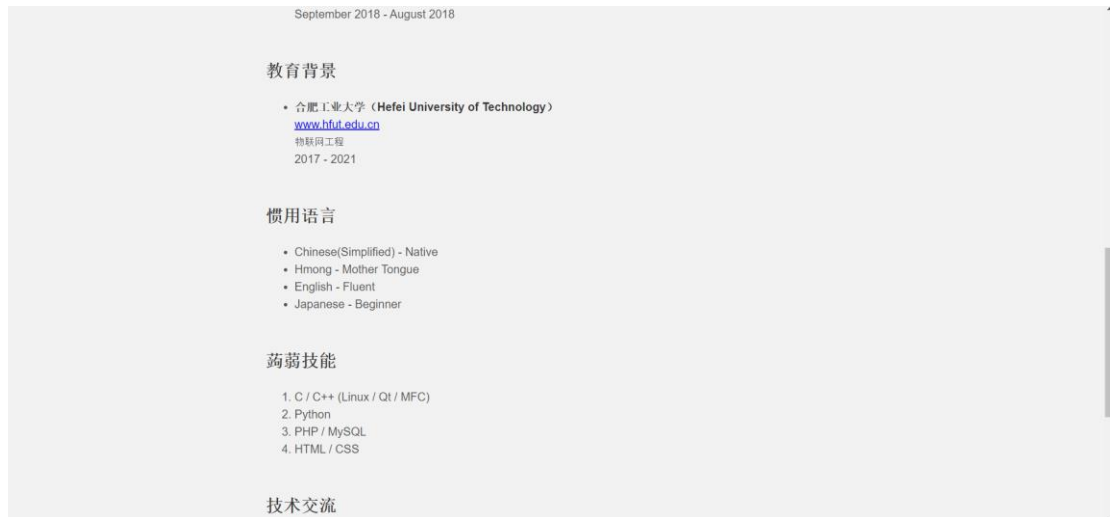 September 2018 - August 2018
教育背景
• 合肥工业大学（Hefei University of Technology）
www.hfut.edu.cn
物联网工程
2017 - 2021
惯用语言
• Chinese(Simplified) - Native
• Hmong - Mother Tongue
• English - Fluent
• Japanese - Beginner
蒟蒻技能
1. C / C++ (Linux / Qt / MFC)
2. Python
3. PHP / MySQL
4. HTML / CSS
技术交流